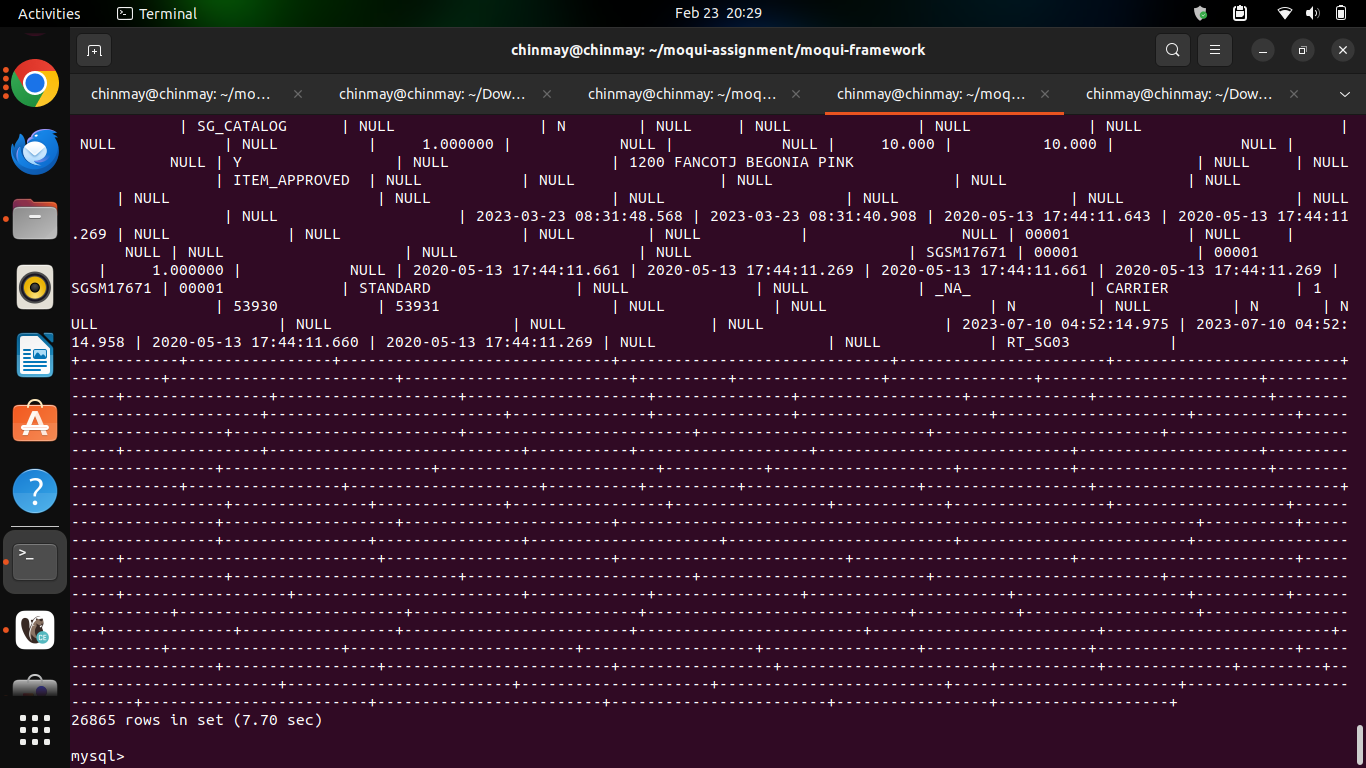 Activities Terminal Feb 23 20:29
chinmay@chinmay: ~/moqui-assignment/moqui-framework
chinmay@chinmay: ~/mo... × chinmay@chinmay: ~/Dow... × chinmay@chinmay: ~/moq... × chinmay@chinmay: ~/moq... × chinmay@chinmay: ~/Dow... ×
| SG_CATALOG | NULL | N | NULL | NULL | NULL | NULL |
NULL | NULL | 1.000000 | NULL | NULL | 10.000 | 10.000 | NULL |
NULL | Y | NULL | 1200 FANCOTJ BEGONIA PINK | NULL | NULL
| ITEM_APPROVED | NULL | NULL | NULL | NULL | NULL
| NULL | NULL | NULL | NULL | NULL | NULL
| NULL | 2023-03-23 08:31:48.568 | 2023-03-23 08:31:40.908 | 2020-05-13 17:44:11.643 | 2020-05-13 17:44:11
.269 | NULL | NULL | NULL | NULL | NULL | 00001 | NULL |
NULL | NULL | NULL | NULL | SGSM17671 | 00001 | 00001
| 1.000000 | NULL | 2020-05-13 17:44:11.661 | 2020-05-13 17:44:11.269 | 2020-05-13 17:44:11.661 | 2020-05-13 17:44:11.269 |
SGSM17671 | 00001 | STANDARD | NULL | NULL | _NA_ | CARRIER | 1
| 53930 | 53931 | NULL | NULL | N | NULL | N | N
ULL | NULL | NULL | NULL | 2023-07-10 04:52:14.975 | 2023-07-10 04:52:
14.958 | 2020-05-13 17:44:11.660 | 2020-05-13 17:44:11.269 | NULL | NULL | RT_SG03 |
26865 rows in set (7.70 sec)
mysql>